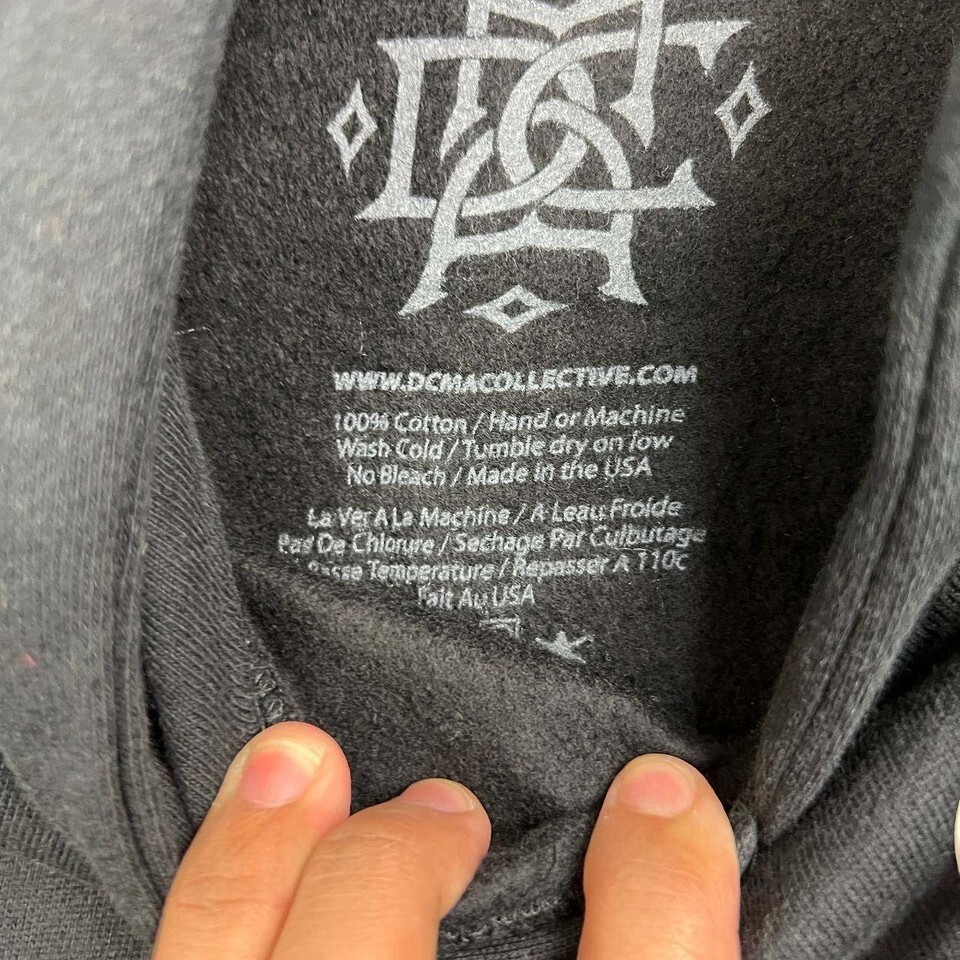 WWW.DCMACOLLECTIVE.COM
100% Cotton / Hand or Machine
Wash Cold / Tumble dry on low
No Bleach / Made in the USA
La Ver A La Machine / A Leau Froide
Pas De Chlorure / Sechage Par Culbutage
Basse Temperature / Repasser A 110c
Fait Au USA